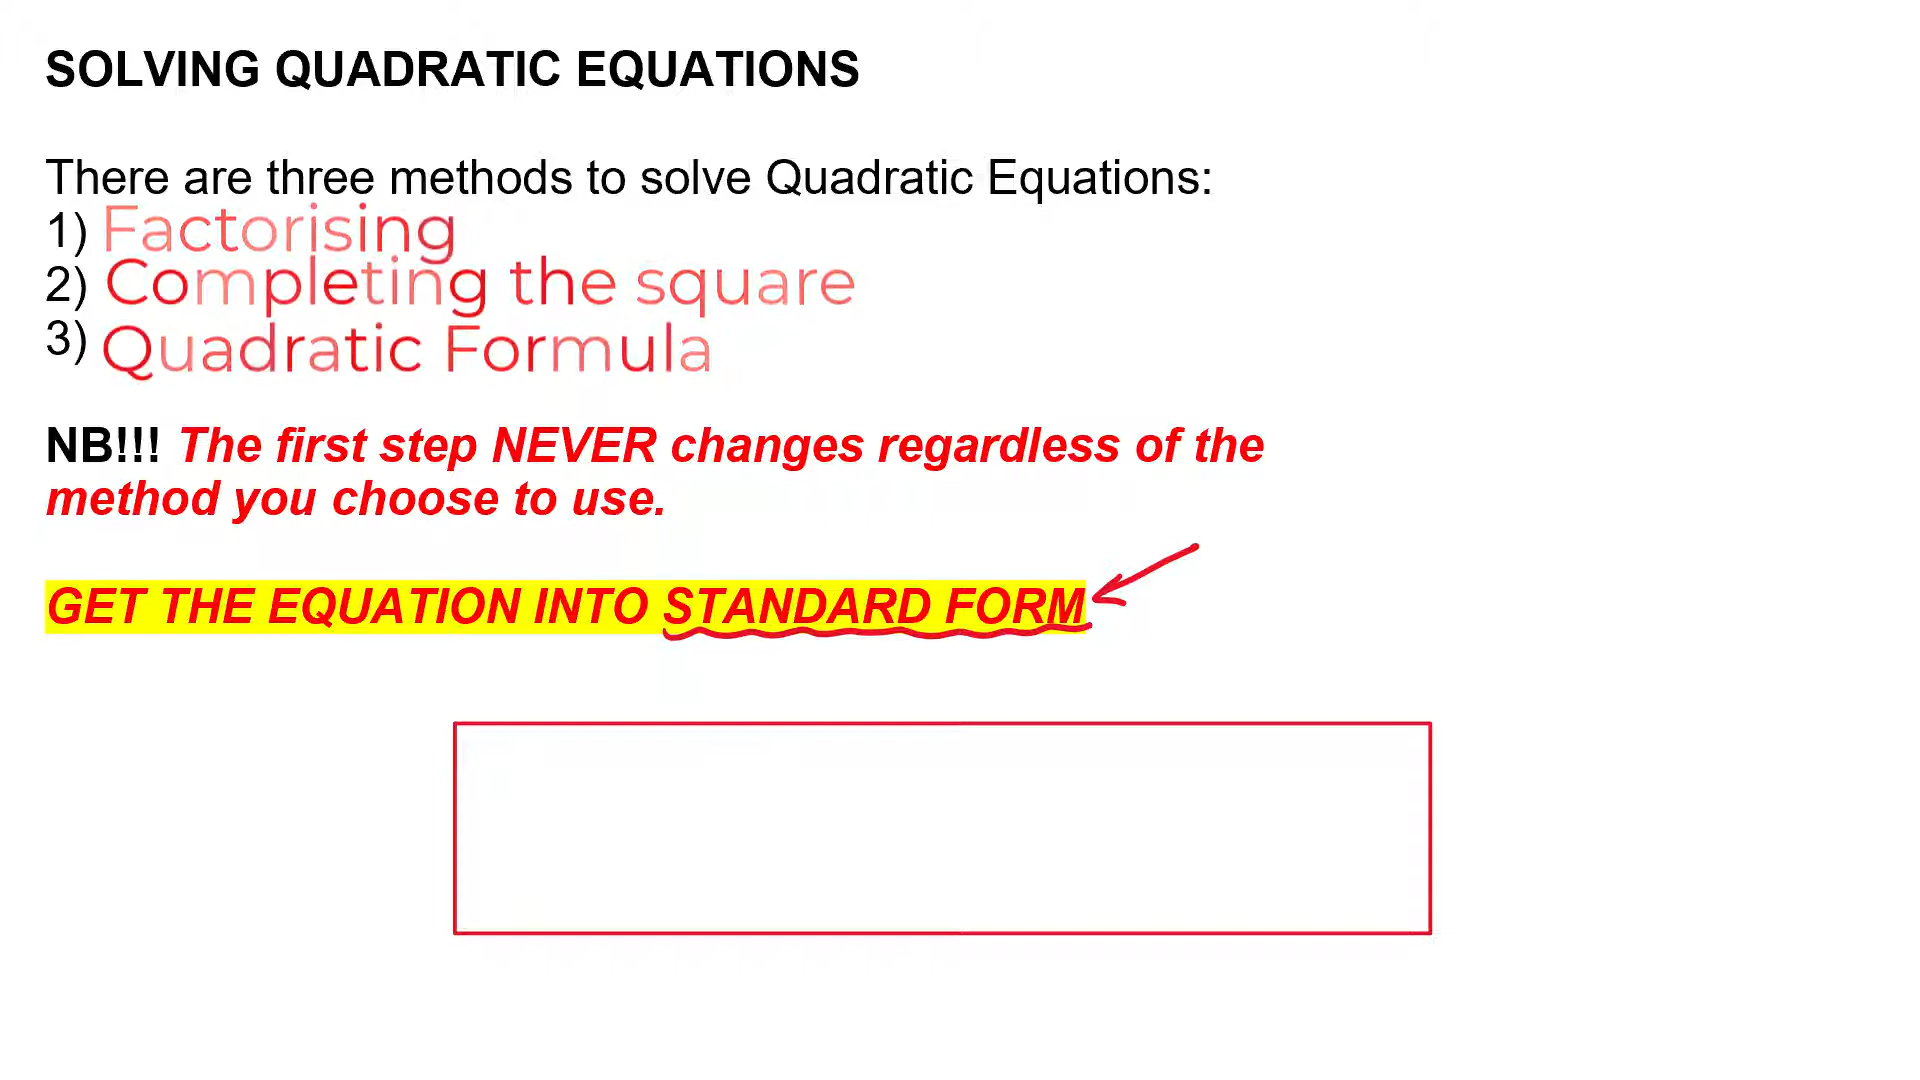 SOLVING QUADRATIC EQUATIONS
There are three methods to solve Quadratic Equations:
1) Factorising
2) Completing the square
3) Quadratic Formula
NB!!! The first step NEVER changes regardless of the
method you choose to use.
GET THE EQUATION INTO STANDARD FORM